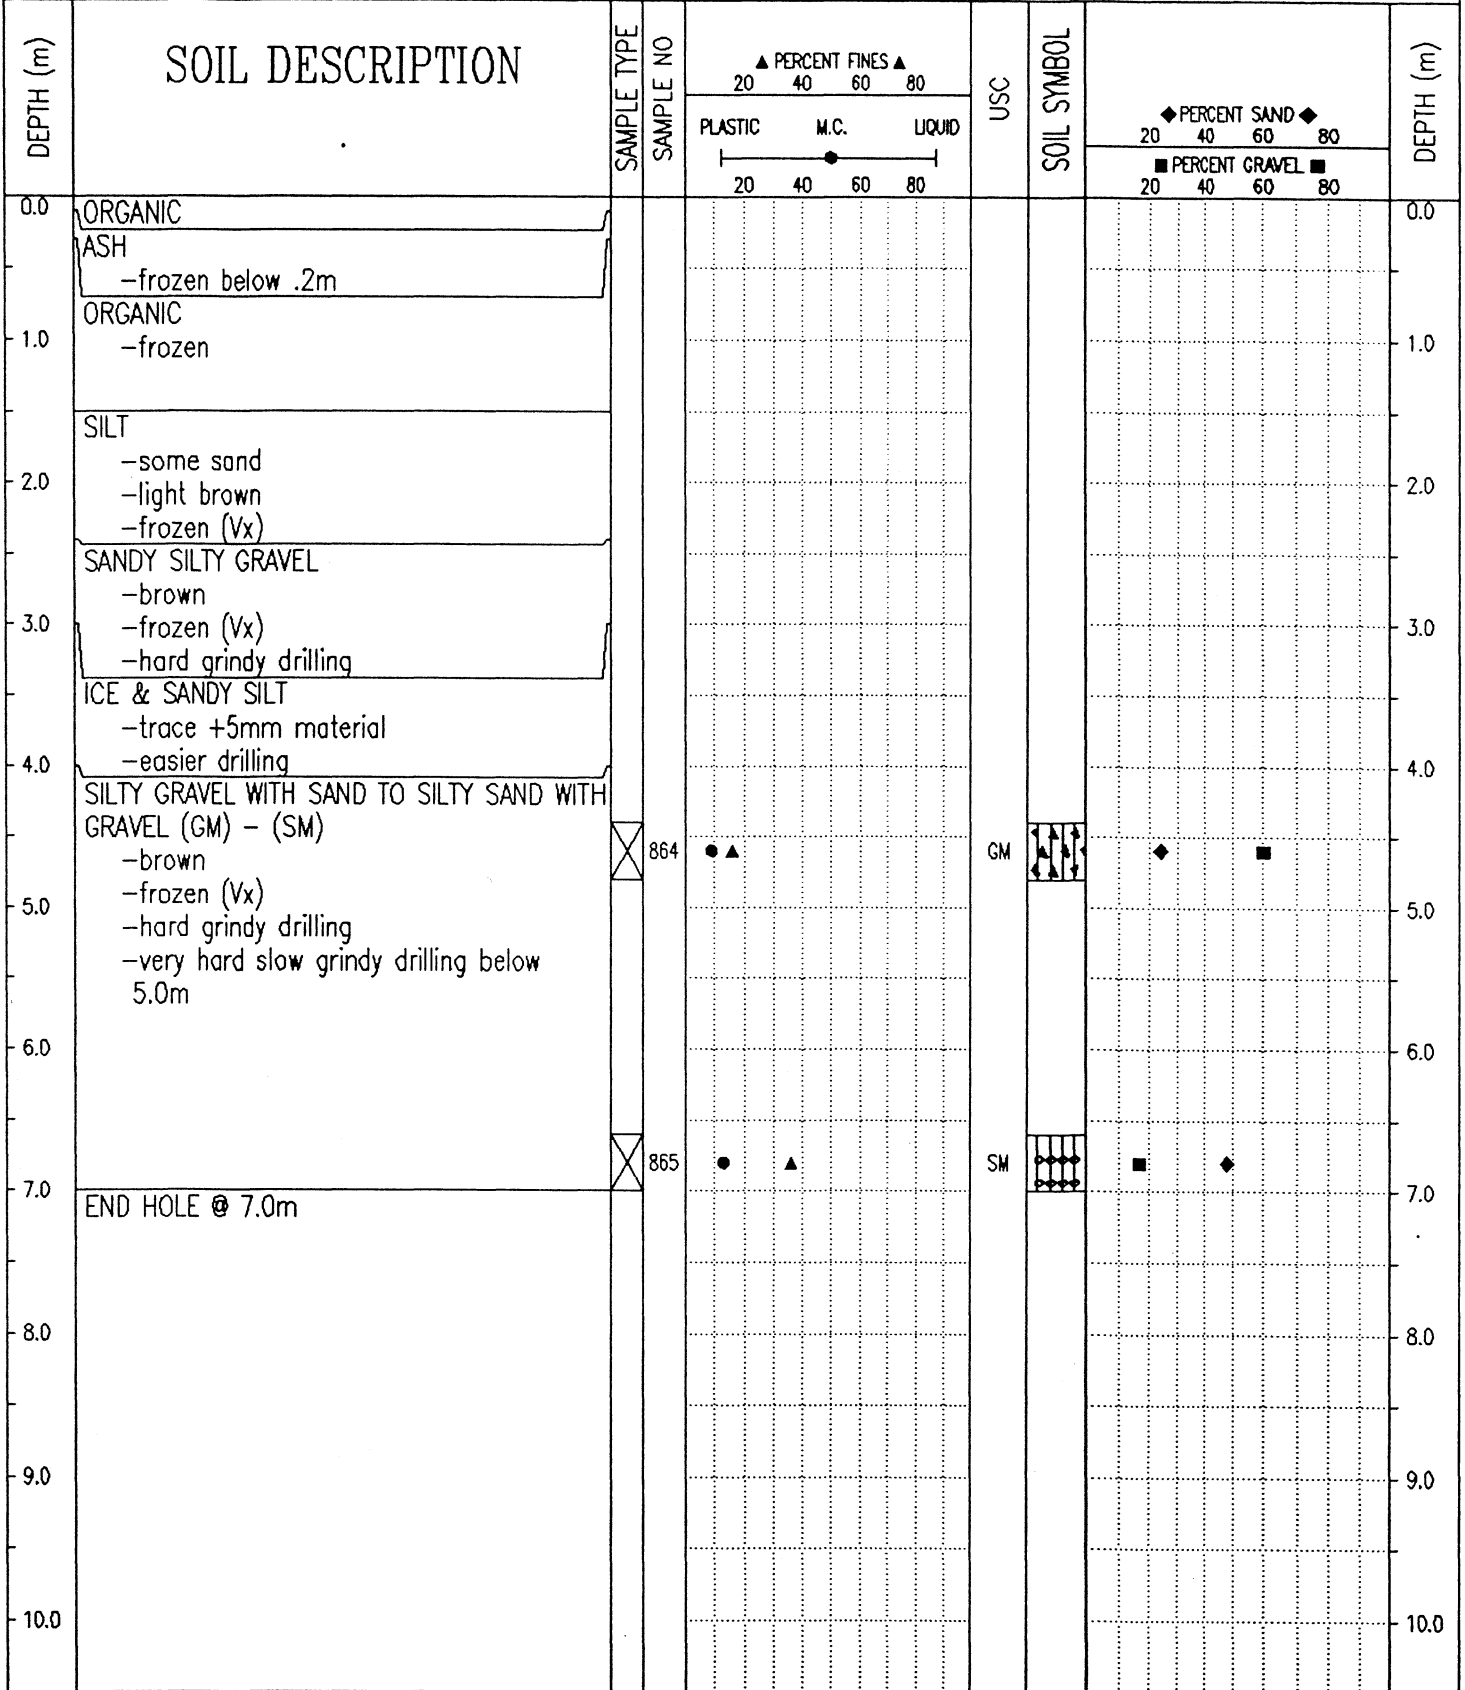 DEPTH (m)
SOIL DESCRIPTION
SAMPLE TYPE
SAMPLE NO
▲ PERCENT FINES ▲
20 40 60 80
PLASTIC M.C. LIQUID
20 40 60 80
USC
SOIL SYMBOL
◆ PERCENT SAND ◆
20 40 60 80
■ PERCENT GRAVEL ■
20 40 60 80
DEPTH (m)
0.0
ORGANIC
0.0
ASH
-frozen below .2m
ORGANIC
1.0
-frozen
1.0
SILT
-some sand
2.0
-light brown
2.0
-frozen (Vx)
SANDY SILTY GRAVEL
-brown
3.0
-frozen (Vx)
3.0
-hard grindy drilling
ICE & SANDY SILT
-trace +5mm material
4.0
-easier drilling
4.0
SILTY GRAVEL WITH SAND TO SILTY SAND WITH
GRAVEL (GM) - (SM)
-brown
864
GM
-frozen (Vx)
5.0
5.0
-hard grindy drilling
-very hard slow grindy drilling below
5.0m
6.0
6.0
865
SM
7.0
7.0
END HOLE @ 7.0m
8.0
8.0
9.0
9.0
10.0
10.0